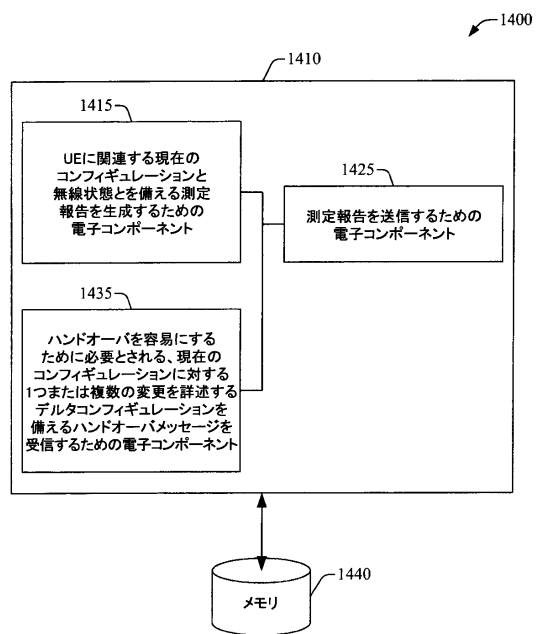 1400
1410
1415
UEに関連する現在の
コンフィギュレーションと
無線状態とを備える測定
報告を生成するための
電子コンポーネント
1425
測定報告を送信するための
電子コンポーネント
1435
ハンドオーバを容易にする
ために必要とされる、現在の
コンフィギュレーションに対する
1つまたは複数の変更を詳述する
デルタコンフィギュレーションを
備えるハンドオーバメッセージを
受信するための電子コンポーネント
1440
メモリ